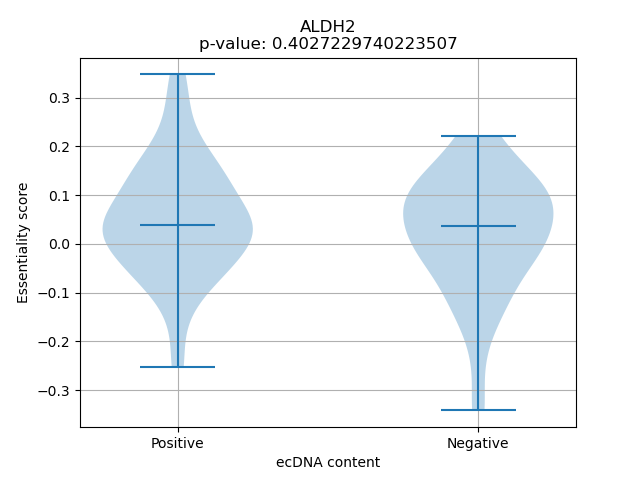 ALDH2
p-value: 0.4027229740223507
0.3
0.2
0.1
0.0
−0.1
−0.2
−0.3
Essentiality score
Positive
Negative
ecDNA content